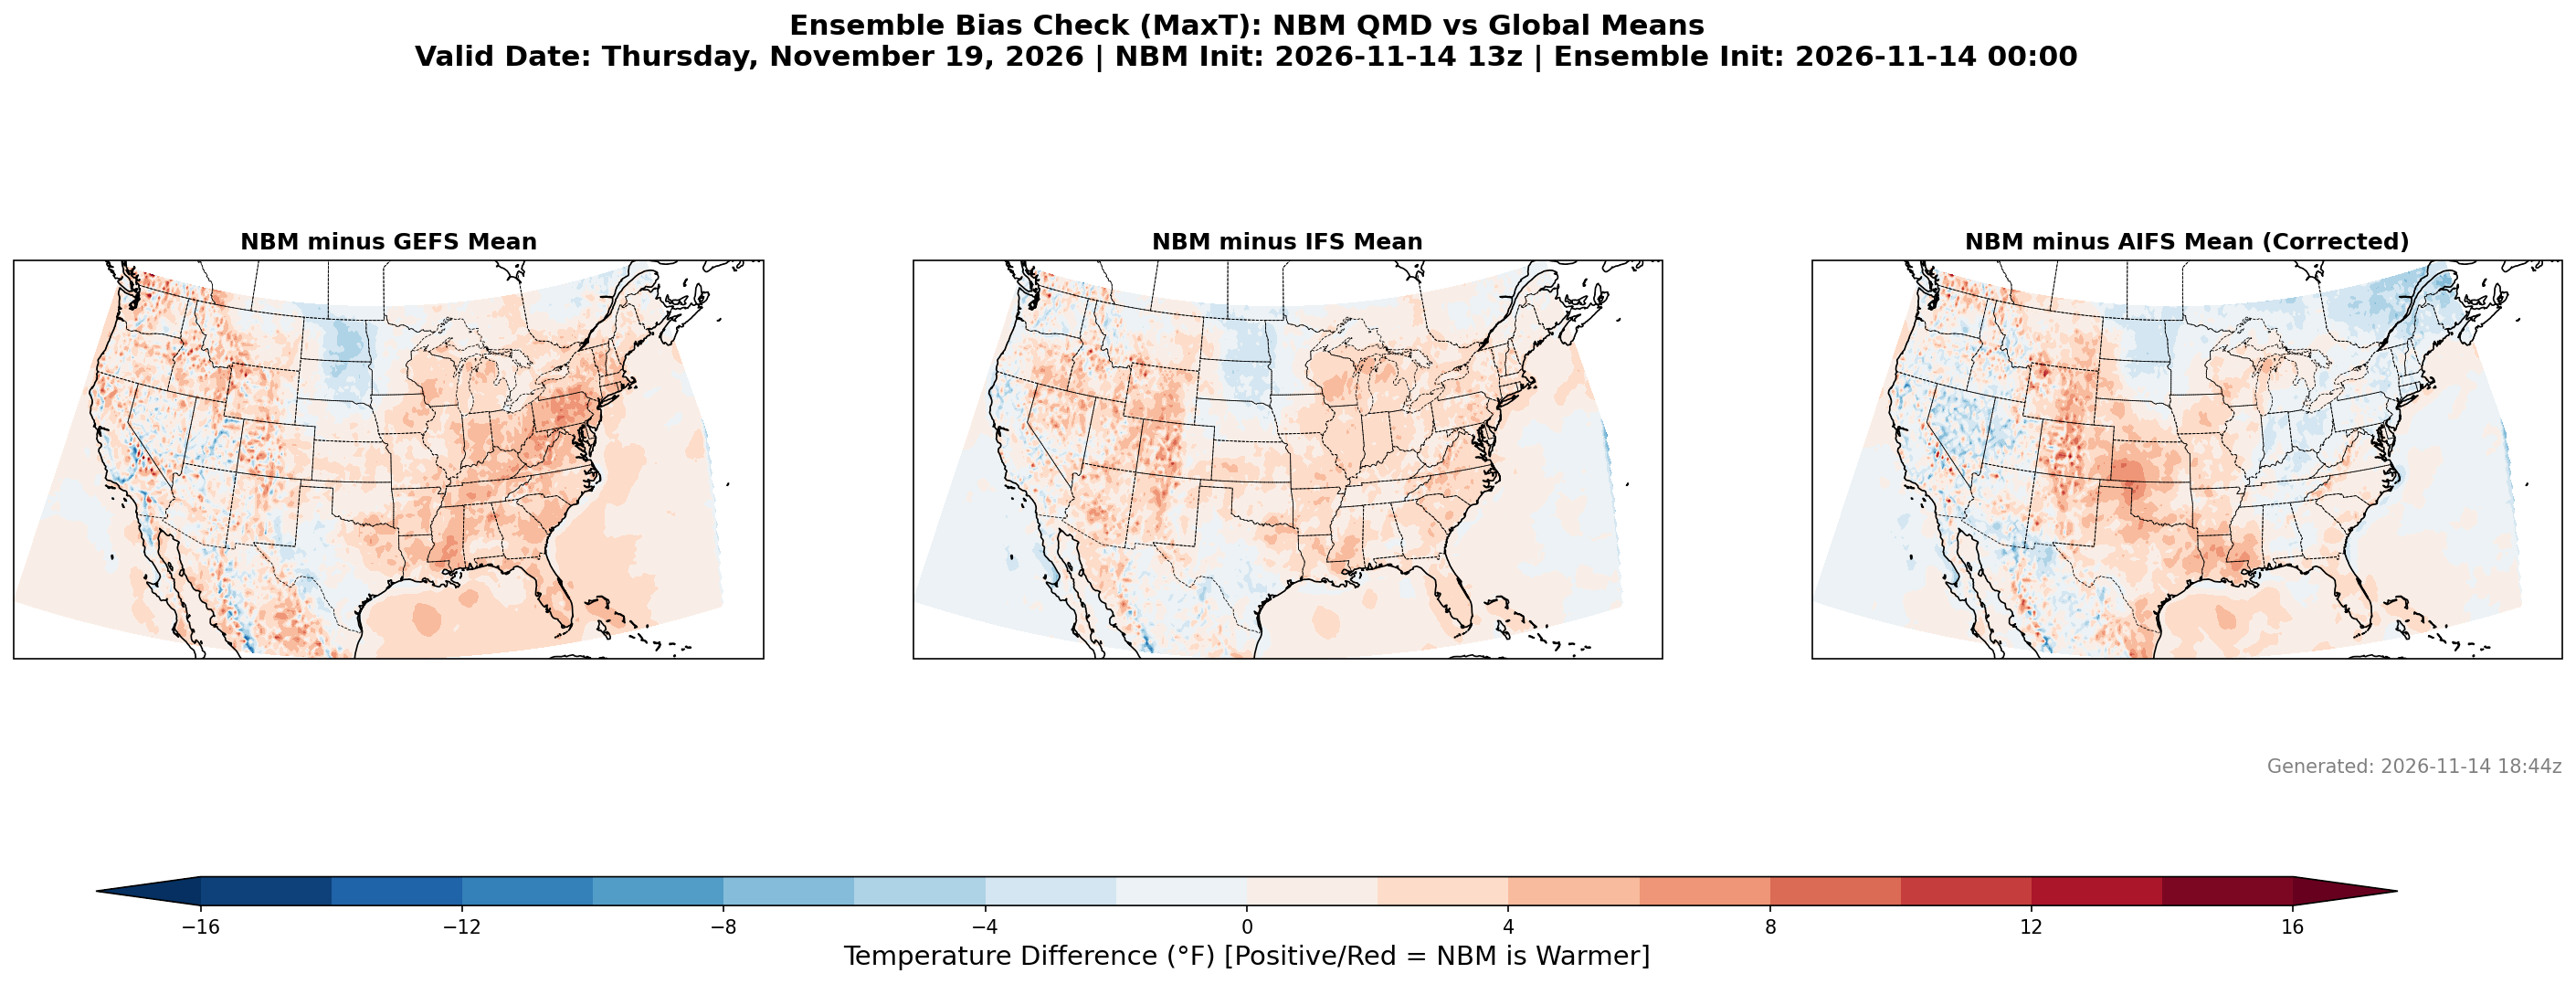 Ensemble Bias Check (MaxT): NBM QMD vs Global Means
Valid Date: Thursday, November 19, 2026 | NBM Init: 2026-11-14 13z | Ensemble Init: 2026-11-14 00:00
NBM minus GEFS Mean
NBM minus IFS Mean
NBM minus AIFS Mean (Corrected)
Generated: 2026-11-14 18:44z
−16 −12 −8 −4 0 4 8 12 16
Temperature Difference (°F) [Positive/Red = NBM is Warmer]